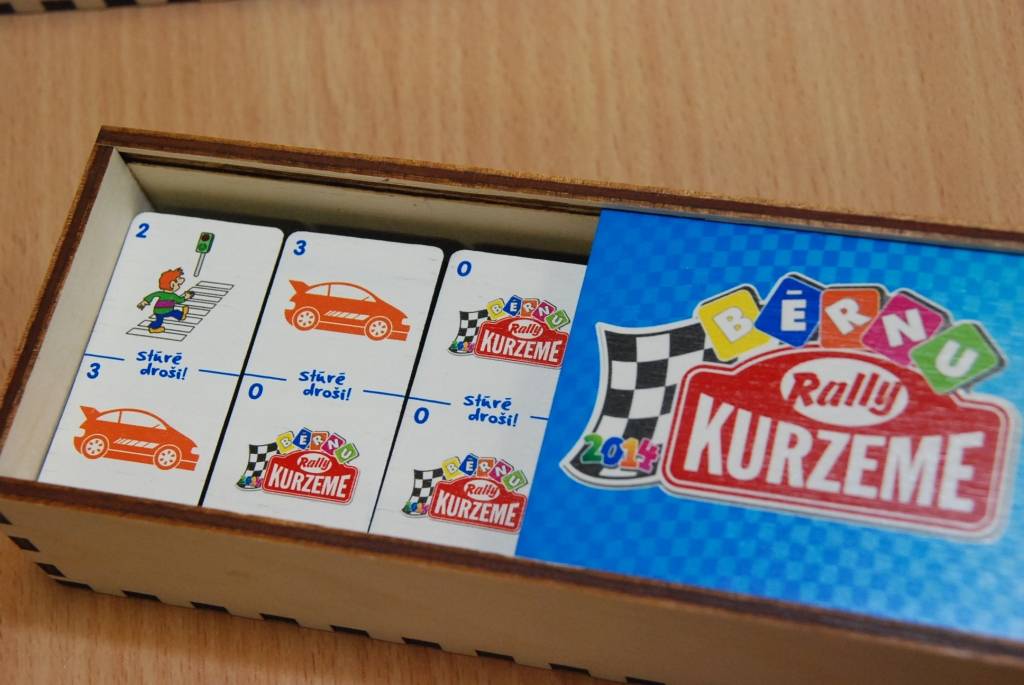 2
Stūrē
droši!
3
3
Stūrē
droši!
0
BĒRNU
Rally
KURZEME
0
BĒRNU
Rally
KURZEME
Stūrē
droši!
0
BĒRNU
Rally
KURZEME
BĒRNU
Rally
KURZEME
2014